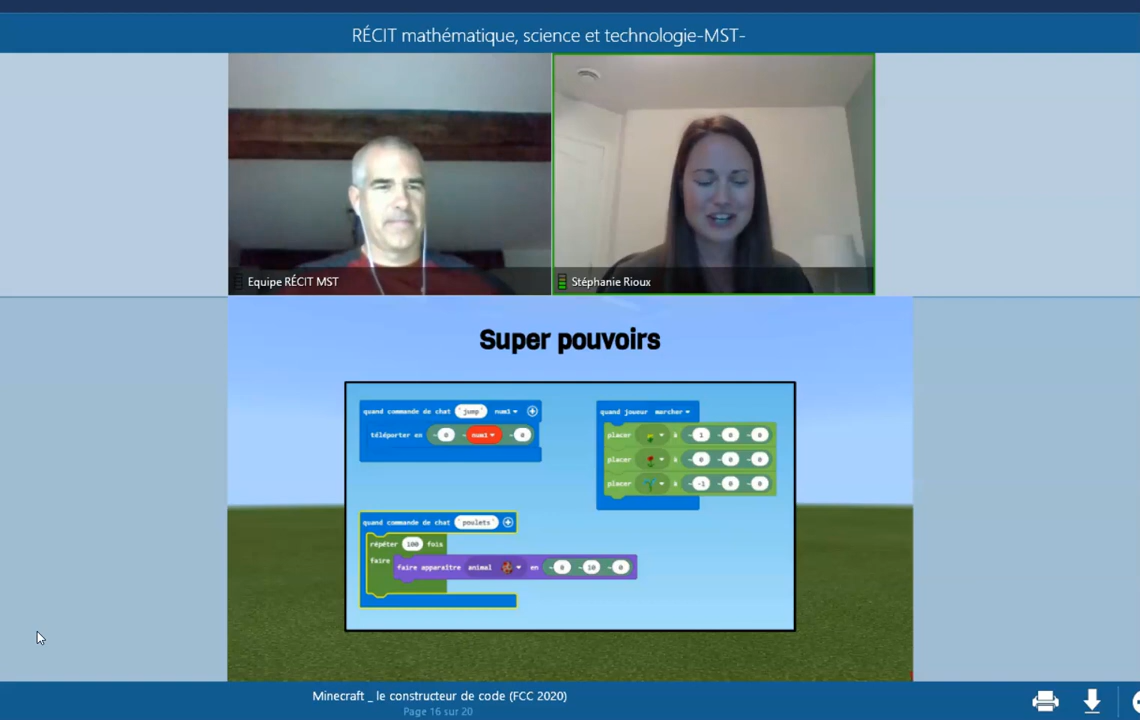 RÉCIT mathématique, science et technologie-MST-
Equipe RÉCIT MST
Stéphanie Rioux
Super pouvoirs
quand commande de chat "jump" num1
téléporter en ~0 ~num1 ~0
quand joueur marcher
placer à ~1 ~0 ~0
placer à ~0 ~0 ~0
placer à ~-1 ~0 ~0
quand commande de chat "poulets"
répéter 100 fois
faire
faire apparaître animal en ~0 ~10 ~0
Minecraft _ le constructeur de code (FCC 2020)
Page 16 sur 20